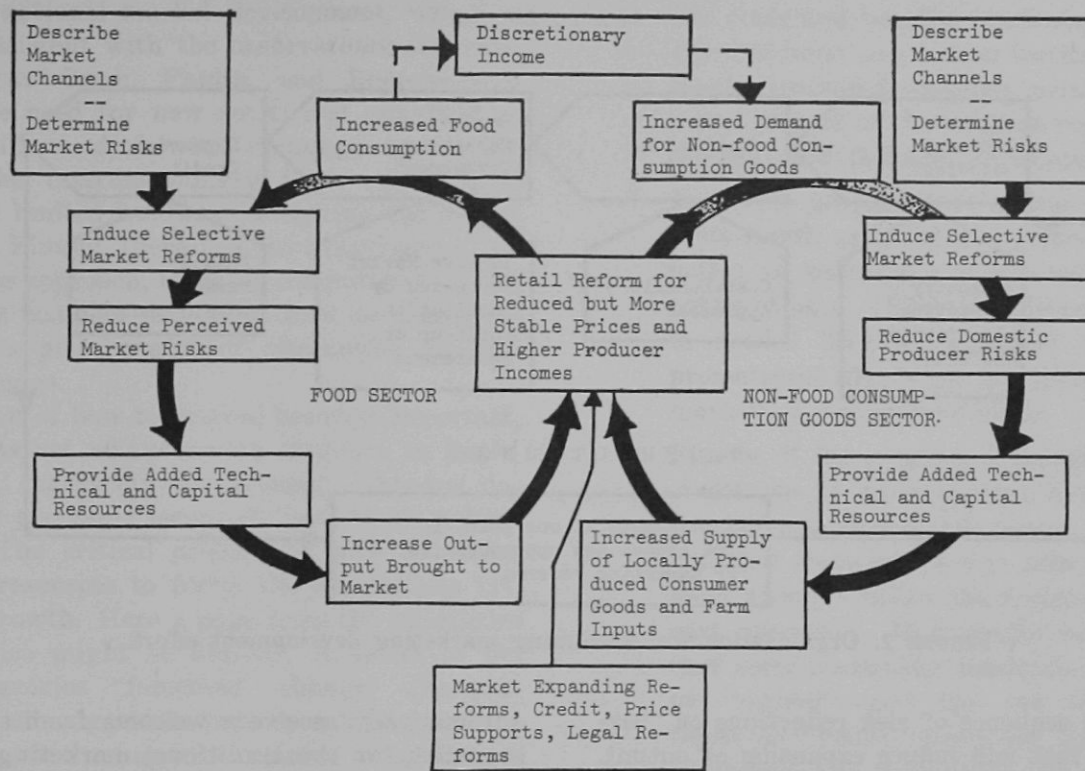 Describe
Market
Channels
--
Determine
Market Risks
Discretionary
Income
Describe
Market
Channels
--
Determine
Market Risks
Increased Food
Consumption
Increased Demand
for Non-food Con-
sumption Goods
Induce Selective
Market Reforms
Reduce Perceived
Market Risks
Retail Reform for
Reduced but More
Stable Prices and
Higher Producer
Incomes
Induce Selective
Market Reforms
Reduce Domestic
Producer Risks
FOOD SECTOR
NON-FOOD CONSUMP-
TION GOODS SECTOR.
Provide Added Tech-
nical and Capital
Resources
Provide Added Tech-
nical and Capital
Resources
Increase Out-
put Brought to
Market
Increased Supply
of Locally Pro-
duced Consumer
Goods and Farm
Inputs
Market Expanding Re-
forms, Credit, Price
Supports, Legal Re-
forms